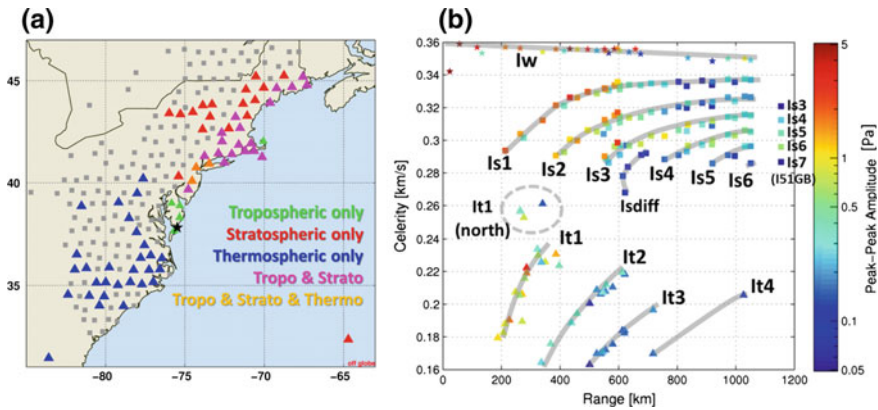 (a)
45
40
35
−80
−75
−70
−65
Tropospheric only
Stratospheric only
Thermospheric only
Tropo & Strato
Tropo & Strato & Thermo
off globe
(b)
Celerity [km/s]
0.36
0.34
0.32
0.3
0.28
0.26
0.24
0.22
0.2
0.18
0.16
0
200
400
600
800
1000
1200
Range [km]
Iw
Is1
Is2
Is3
Is4
Is5
Is6
Isdiff
It1
(north)
It1
It2
It3
It4
Is3
Is4
Is5
Is6
Is7
(I51GB)
5
1
0.5
0.1
0.05
Peak−Peak Amplitude [Pa]